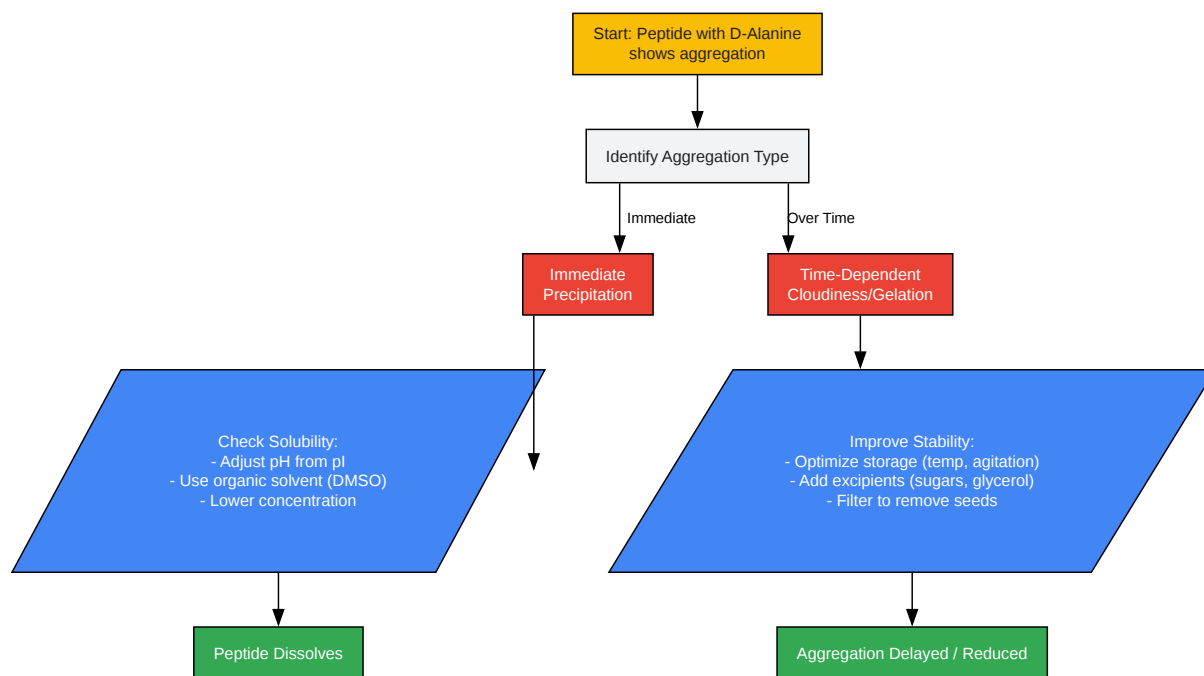 Start: Peptide with D-Alanine
shows aggregation
Identify Aggregation Type
Immediate
Over Time
Immediate
Precipitation
Time-Dependent
Cloudiness/Gelation
Check Solubility:
- Adjust pH from pI
- Use organic solvent (DMSO)
- Lower concentration
Improve Stability:
- Optimize storage (temp, agitation)
- Add excipients (sugars, glycerol)
- Filter to remove seeds
Peptide Dissolves
Aggregation Delayed / Reduced